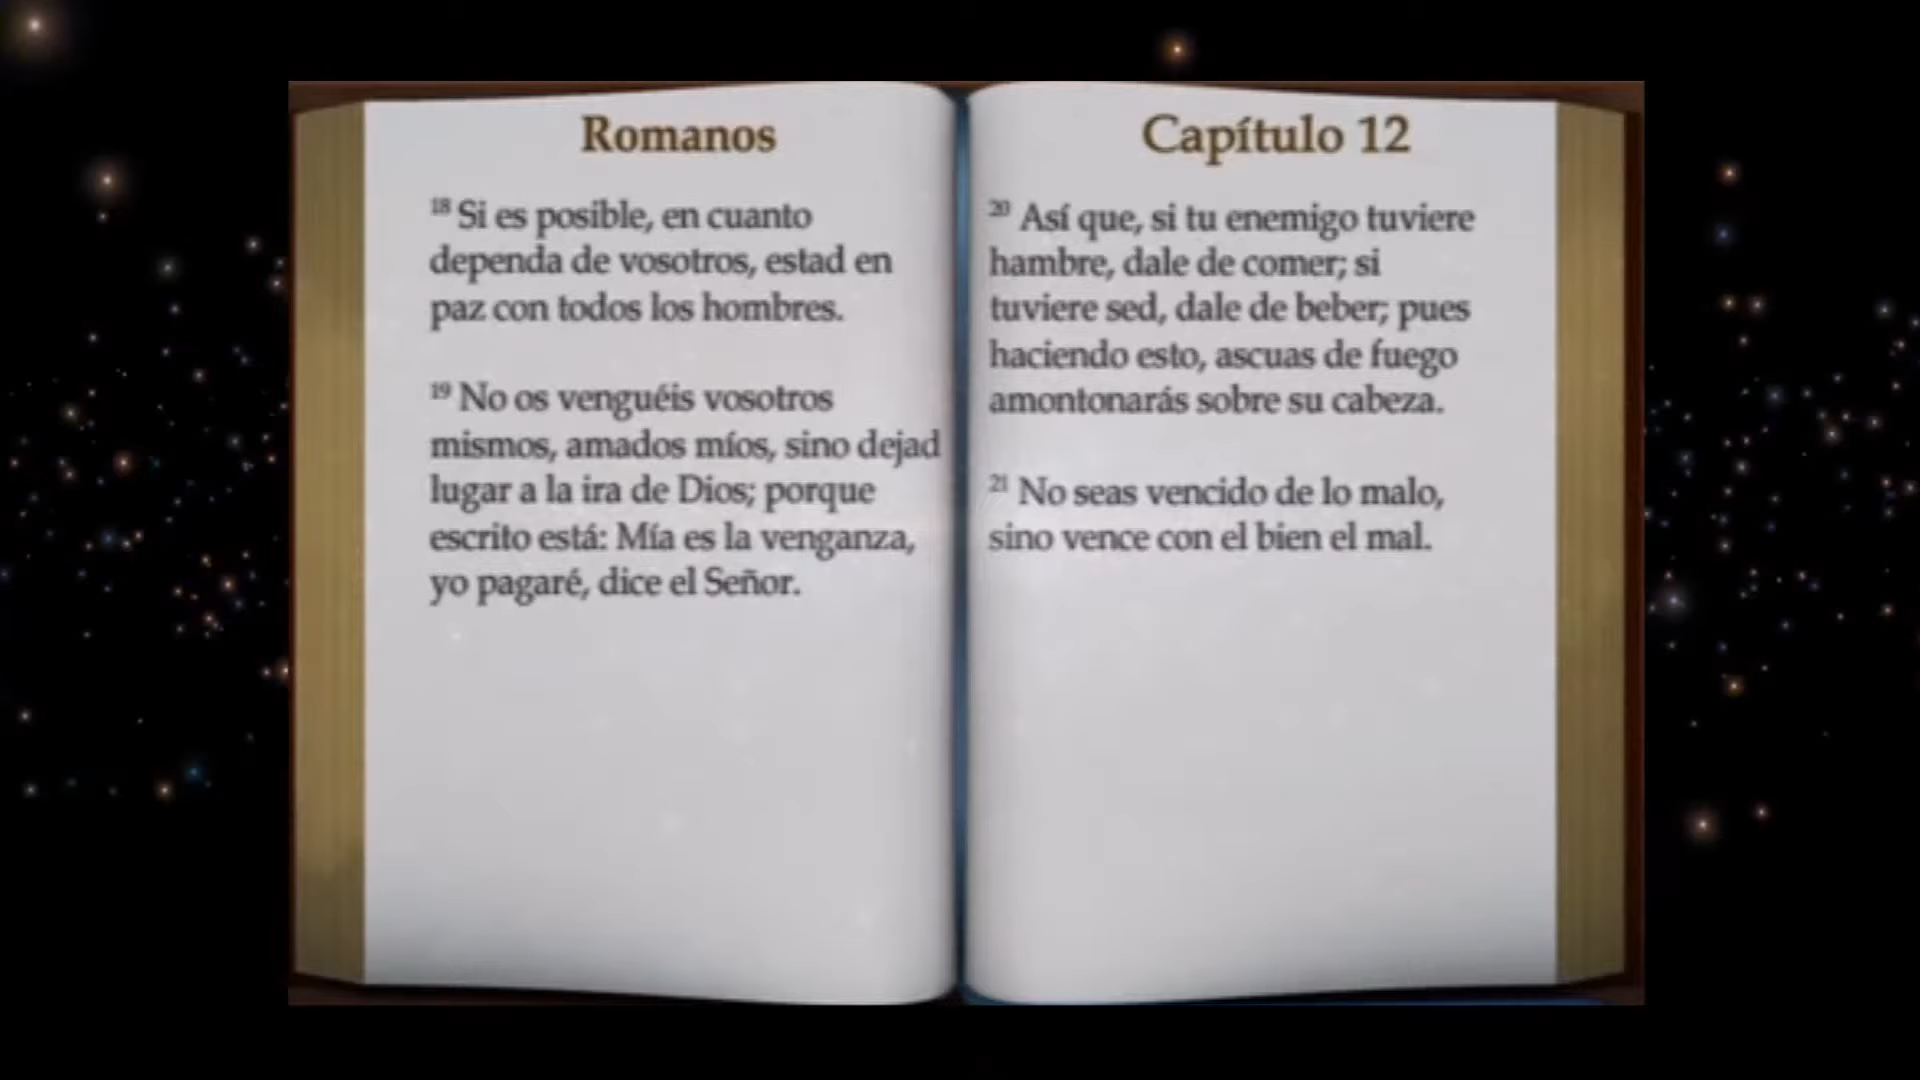 Romanos
18 Si es posible, en cuanto
dependa de vosotros, estad en
paz con todos los hombres.
19 No os venguéis vosotros
mismos, amados míos, sino dejad
lugar a la ira de Dios; porque
escrito está: Mía es la venganza,
yo pagaré, dice el Señor.
Capítulo 12
20 Así que, si tu enemigo tuviere
hambre, dale de comer; si
tuviere sed, dale de beber; pues
haciendo esto, ascuas de fuego
amontonarás sobre su cabeza.
21 No seas vencido de lo malo,
sino vence con el bien el mal.